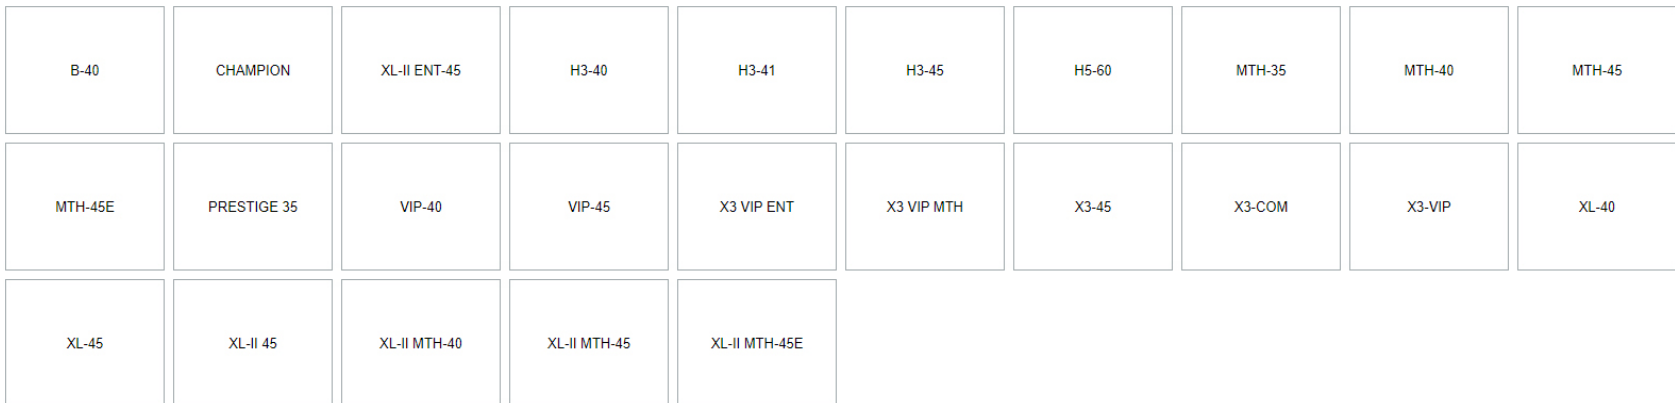 B-40
CHAMPION
XL-II ENT-45
H3-40
H3-41
H3-45
H5-60
MTH-35
MTH-40
MTH-45
MTH-45E
PRESTIGE 35
VIP-40
VIP-45
X3 VIP ENT
X3 VIP MTH
X3-45
X3-COM
X3-VIP
XL-40
XL-45
XL-II 45
XL-II MTH-40
XL-II MTH-45
XL-II MTH-45E